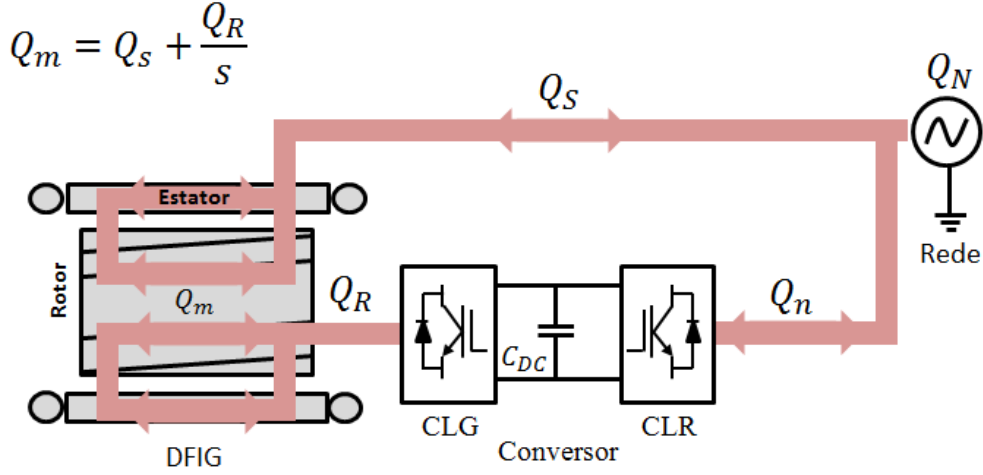 Q_m = Q_s + Q_R/s
Q_N
Q_S
Estator
Rede
Rotor
Q_m
Q_R
Q_n
C_DC
CLG
CLR
Conversor
DFIG